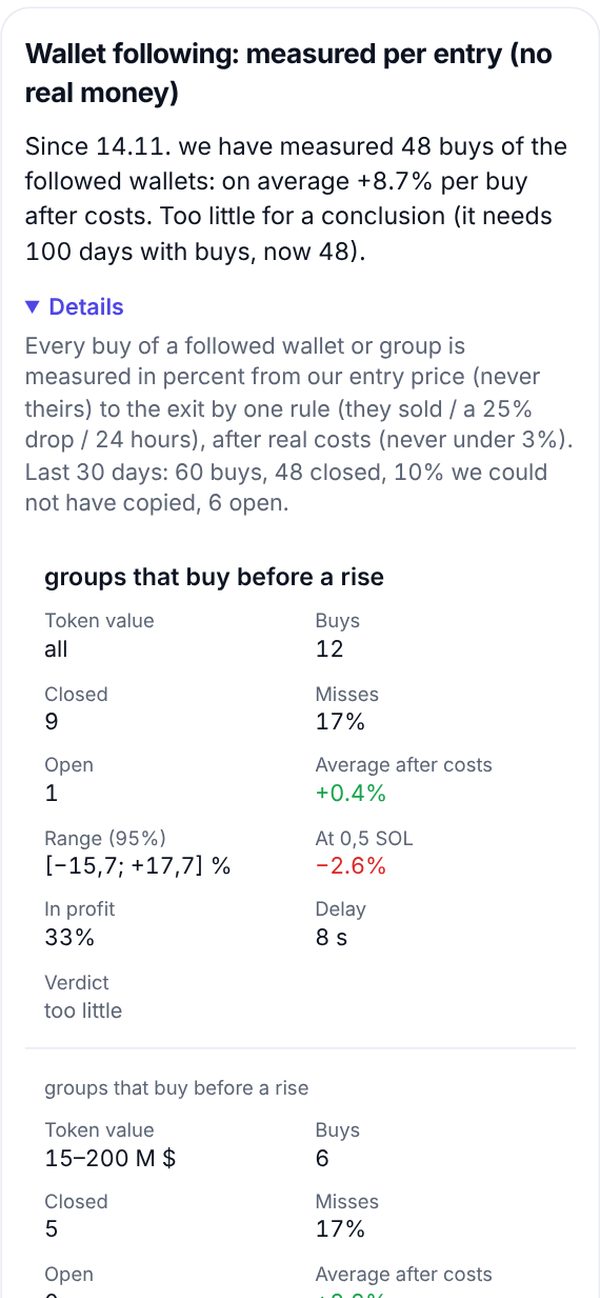 Wallet following: measured per entry (no
real money)
Since 14.11. we have measured 48 buys of the
followed wallets: on average +8.7% per buy
after costs. Too little for a conclusion (it needs
100 days with buys, now 48).
▼ Details
Every buy of a followed wallet or group is
measured in percent from our entry price (never
theirs) to the exit by one rule (they sold / a 25%
drop / 24 hours), after real costs (never under 3%).
Last 30 days: 60 buys, 48 closed, 10% we could
not have copied, 6 open.
groups that buy before a rise
Token value Buys
all 12
Closed Misses
9 17%
Open Average after costs
1 +0.4%
Range (95%) At 0,5 SOL
[−15,7; +17,7] % −2.6%
In profit Delay
33% 8 s
Verdict
too little
groups that buy before a rise
Token value Buys
15–200 M $ 6
Closed Misses
5 17%
Open Average after costs